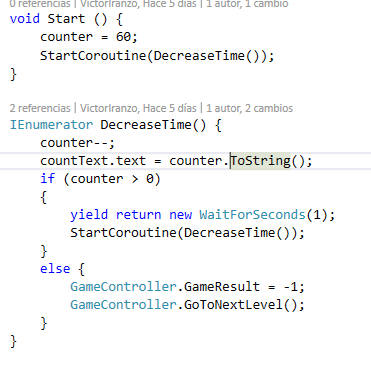 0 referencias | VictorIranzo, Hace 5 días | 1 autor, 1 cambio
void Start () {
counter = 60;
StartCoroutine(DecreaseTime());
}
2 referencias | VictorIranzo, Hace 5 días | 1 autor, 2 cambios
IEnumerator DecreaseTime() {
counter--;
countText.text = counter.ToString();
if (counter > 0)
{
yield return new WaitForSeconds(1);
StartCoroutine(DecreaseTime());
}
else {
GameController.GameResult = -1;
GameController.GoToNextLevel();
}
}